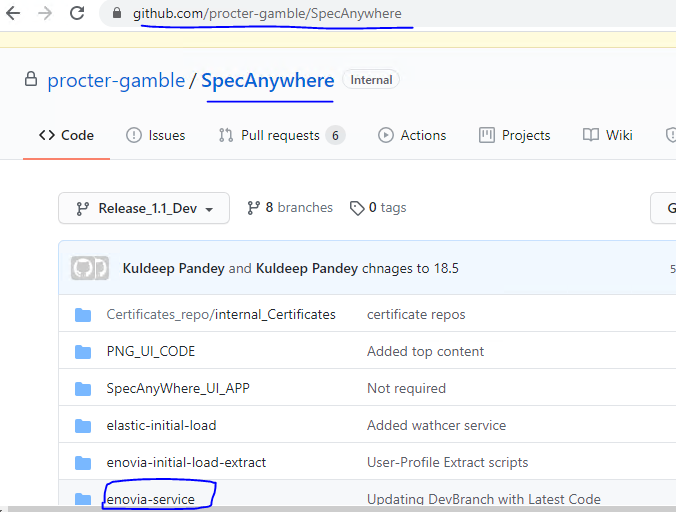 github.com/procter-gamble/SpecAnywhere
procter-gamble / SpecAnywhere Internal
Code Issues Pull requests 6 Actions Projects Wiki
Release_1.1_Dev 8 branches 0 tags G
Kuldeep Pandey and Kuldeep Pandey chnages to 18.5 5
Certificates_repo/internal_Certificates certificate repos
PNG_UI_CODE Added top content
SpecAnyWhere_UI_APP Not required
elastic-initial-load Added wathcer service
enovia-initial-load-extract User-Profile Extract scripts
enovia-service Updating DevBranch with Latest Code